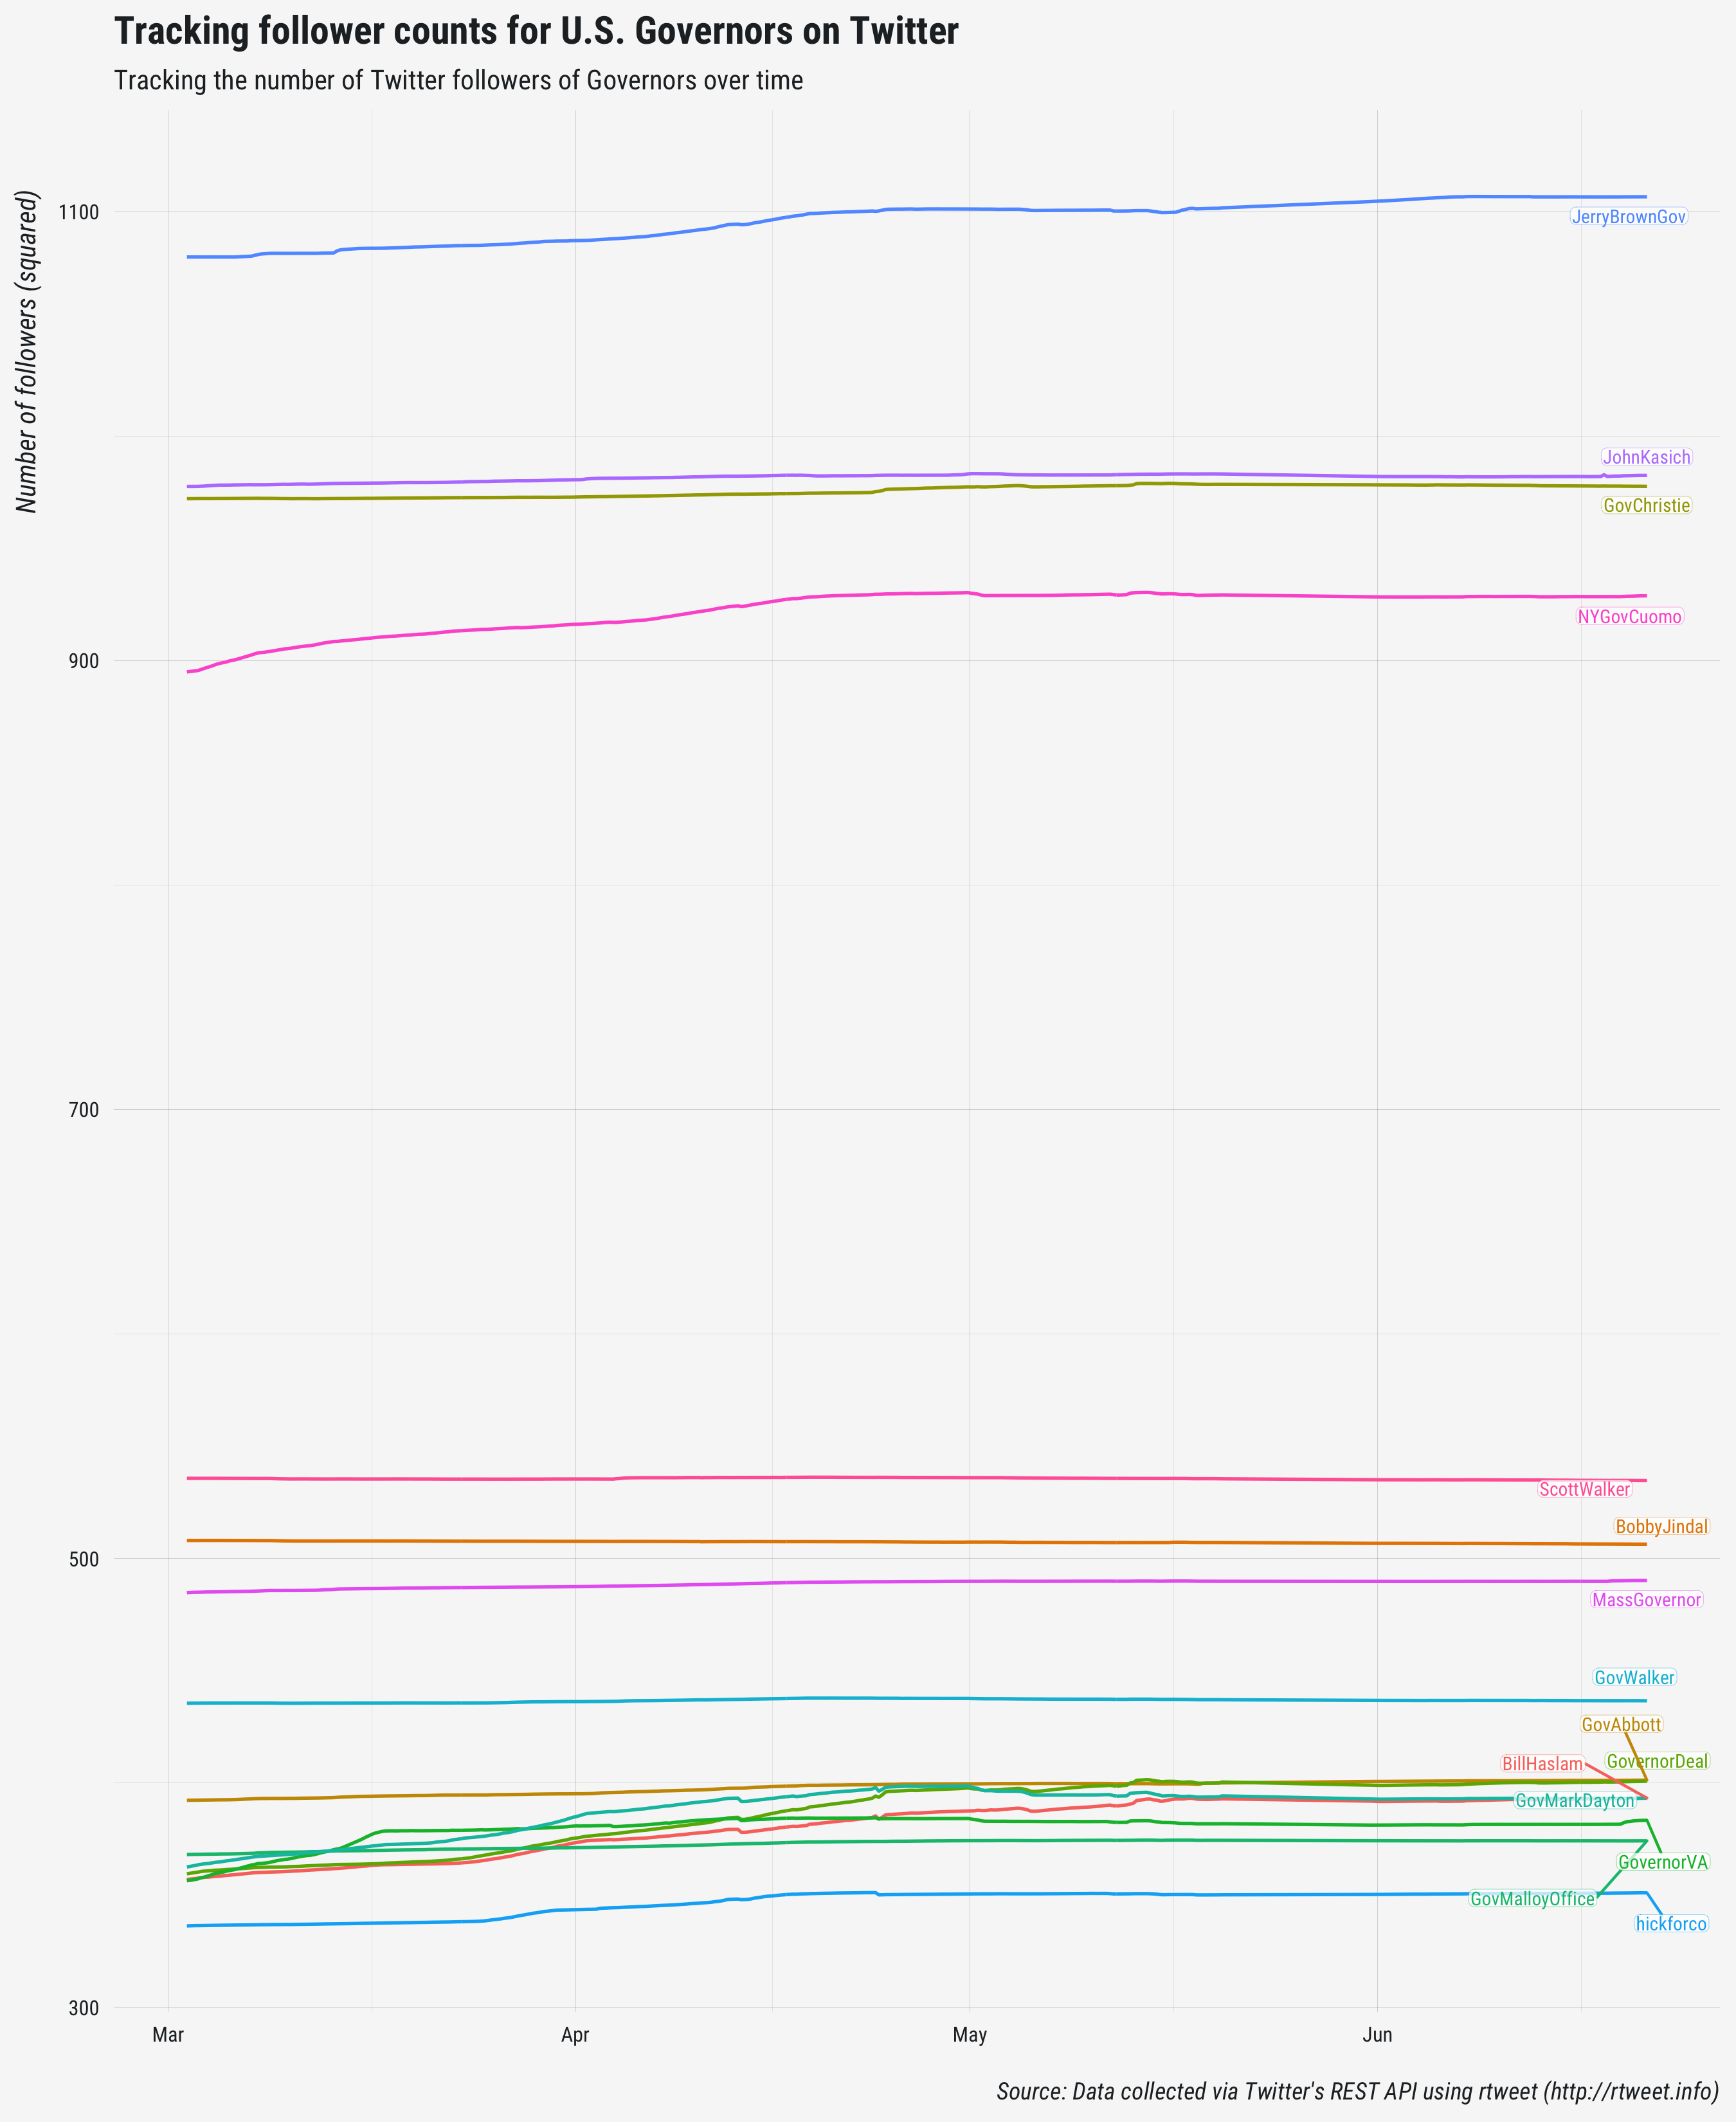 Tracking follower counts for U.S. Governors on Twitter
Tracking the number of Twitter followers of Governors over time
Number of followers (squared)
1100
JerryBrownGov
JohnKasich
GovChristie
NYGovCuomo
900
700
ScottWalker
BobbyJindal
500
MassGovernor
GovWalker
GovAbbott
GovernorDeal
BillHaslam
GovMarkDayton
GovernorVA
GovMalloyOffice
hickforco
300
Mar
Apr
May
Jun
Source: Data collected via Twitter's REST API using rtweet (http://rtweet.info)